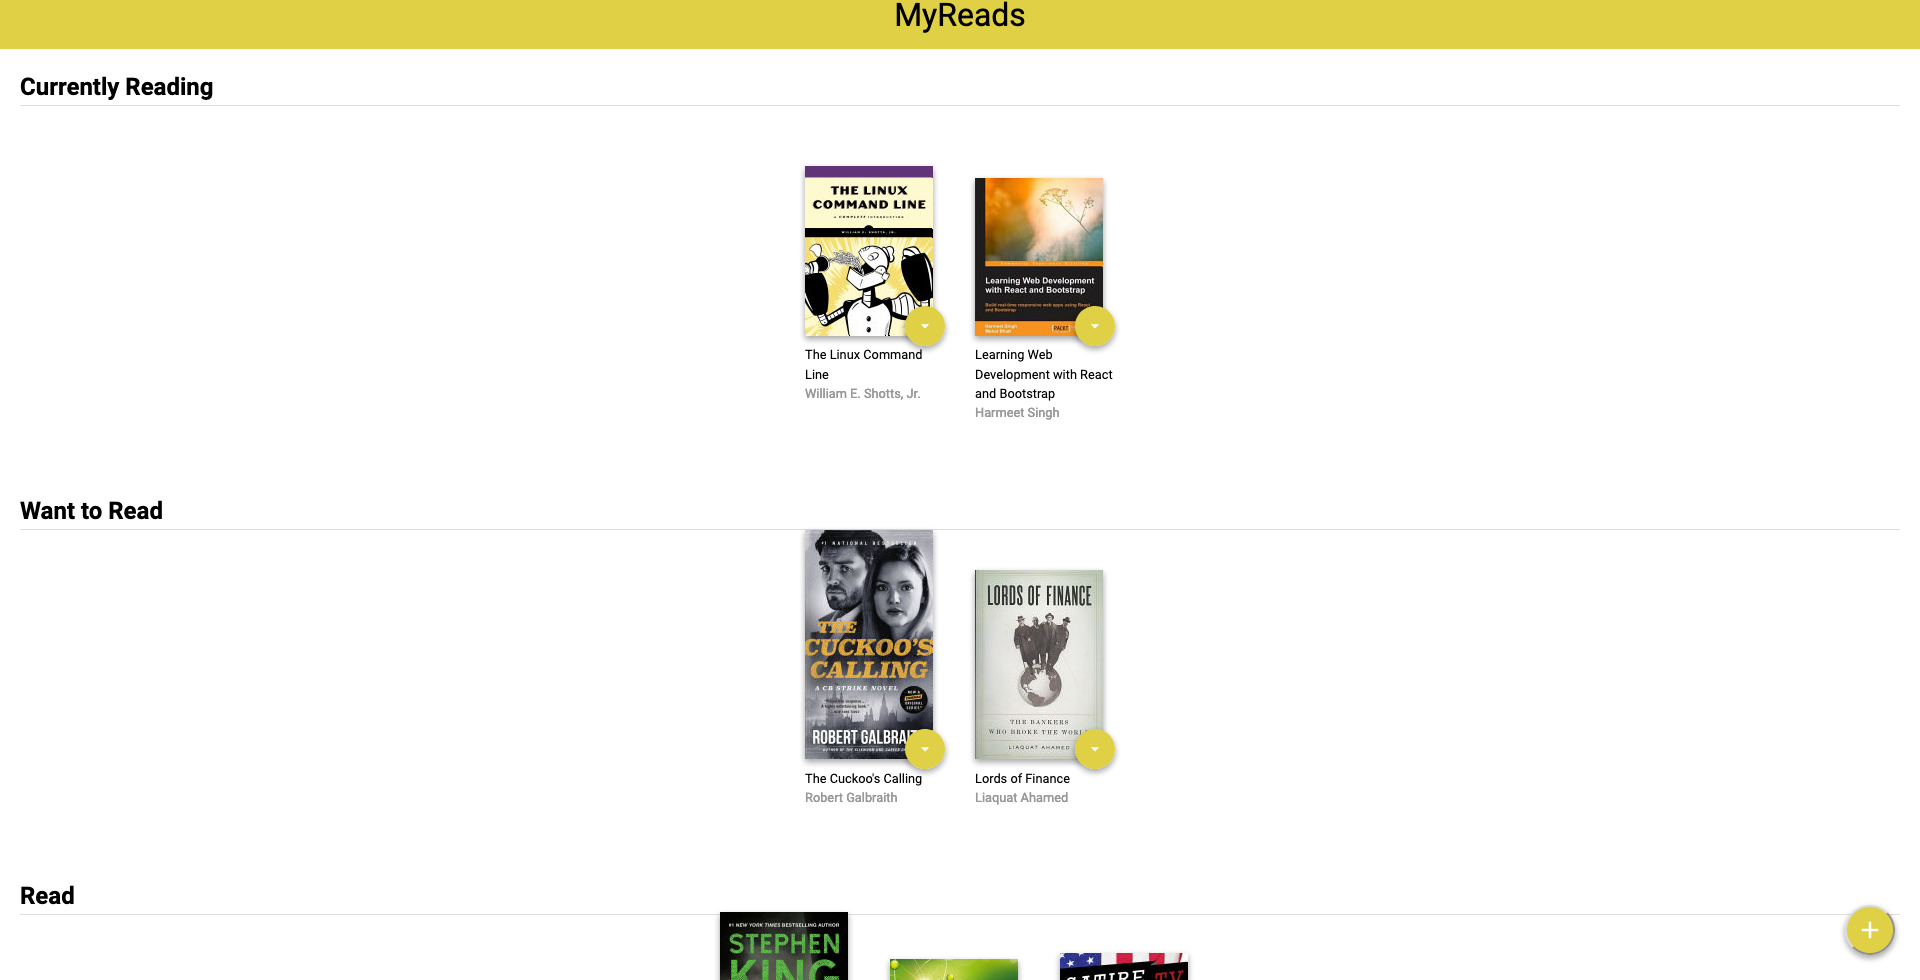 MyReads
Currently Reading
THE LINUX
COMMAND LINE
A COMPLETE INTRODUCTION
WILLIAM E. SHOTTS, JR.
Learning Web Development
with React and Bootstrap
Build real-time responsive web apps using React
and Bootstrap
Harmeet Singh
Mehul Bhatt
[PACKT]
The Linux Command
Line
William E. Shotts, Jr.
Learning Web
Development with React
and Bootstrap
Harmeet Singh
Want to Read
#1 NATIONAL BESTSELLER
THE
CUCKOO'S
CALLING
A CB STRIKE NOVEL
ORIGINAL
SERIES
ROBERT GALBRAIT
LORDS OF FINANCE
THE BANKERS
WHO BROKE THE WORL
LIAQUAT AHAMED
The Cuckoo's Calling
Robert Galbraith
Lords of Finance
Liaquat Ahamed
Read
#1 NEW YORK TIMES BESTSELLING AUTHOR
STEPHEN
KING
SATIRE TV